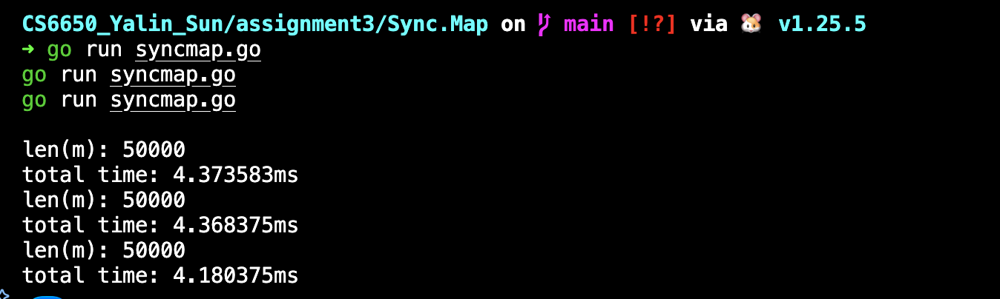 CS6650_Yalin_Sun/assignment3/Sync.Map on main [!?] via 🐹 v1.25.5
➜ go run syncmap.go
go run syncmap.go
go run syncmap.go
len(m): 50000
total time: 4.373583ms
len(m): 50000
total time: 4.368375ms
len(m): 50000
total time: 4.180375ms